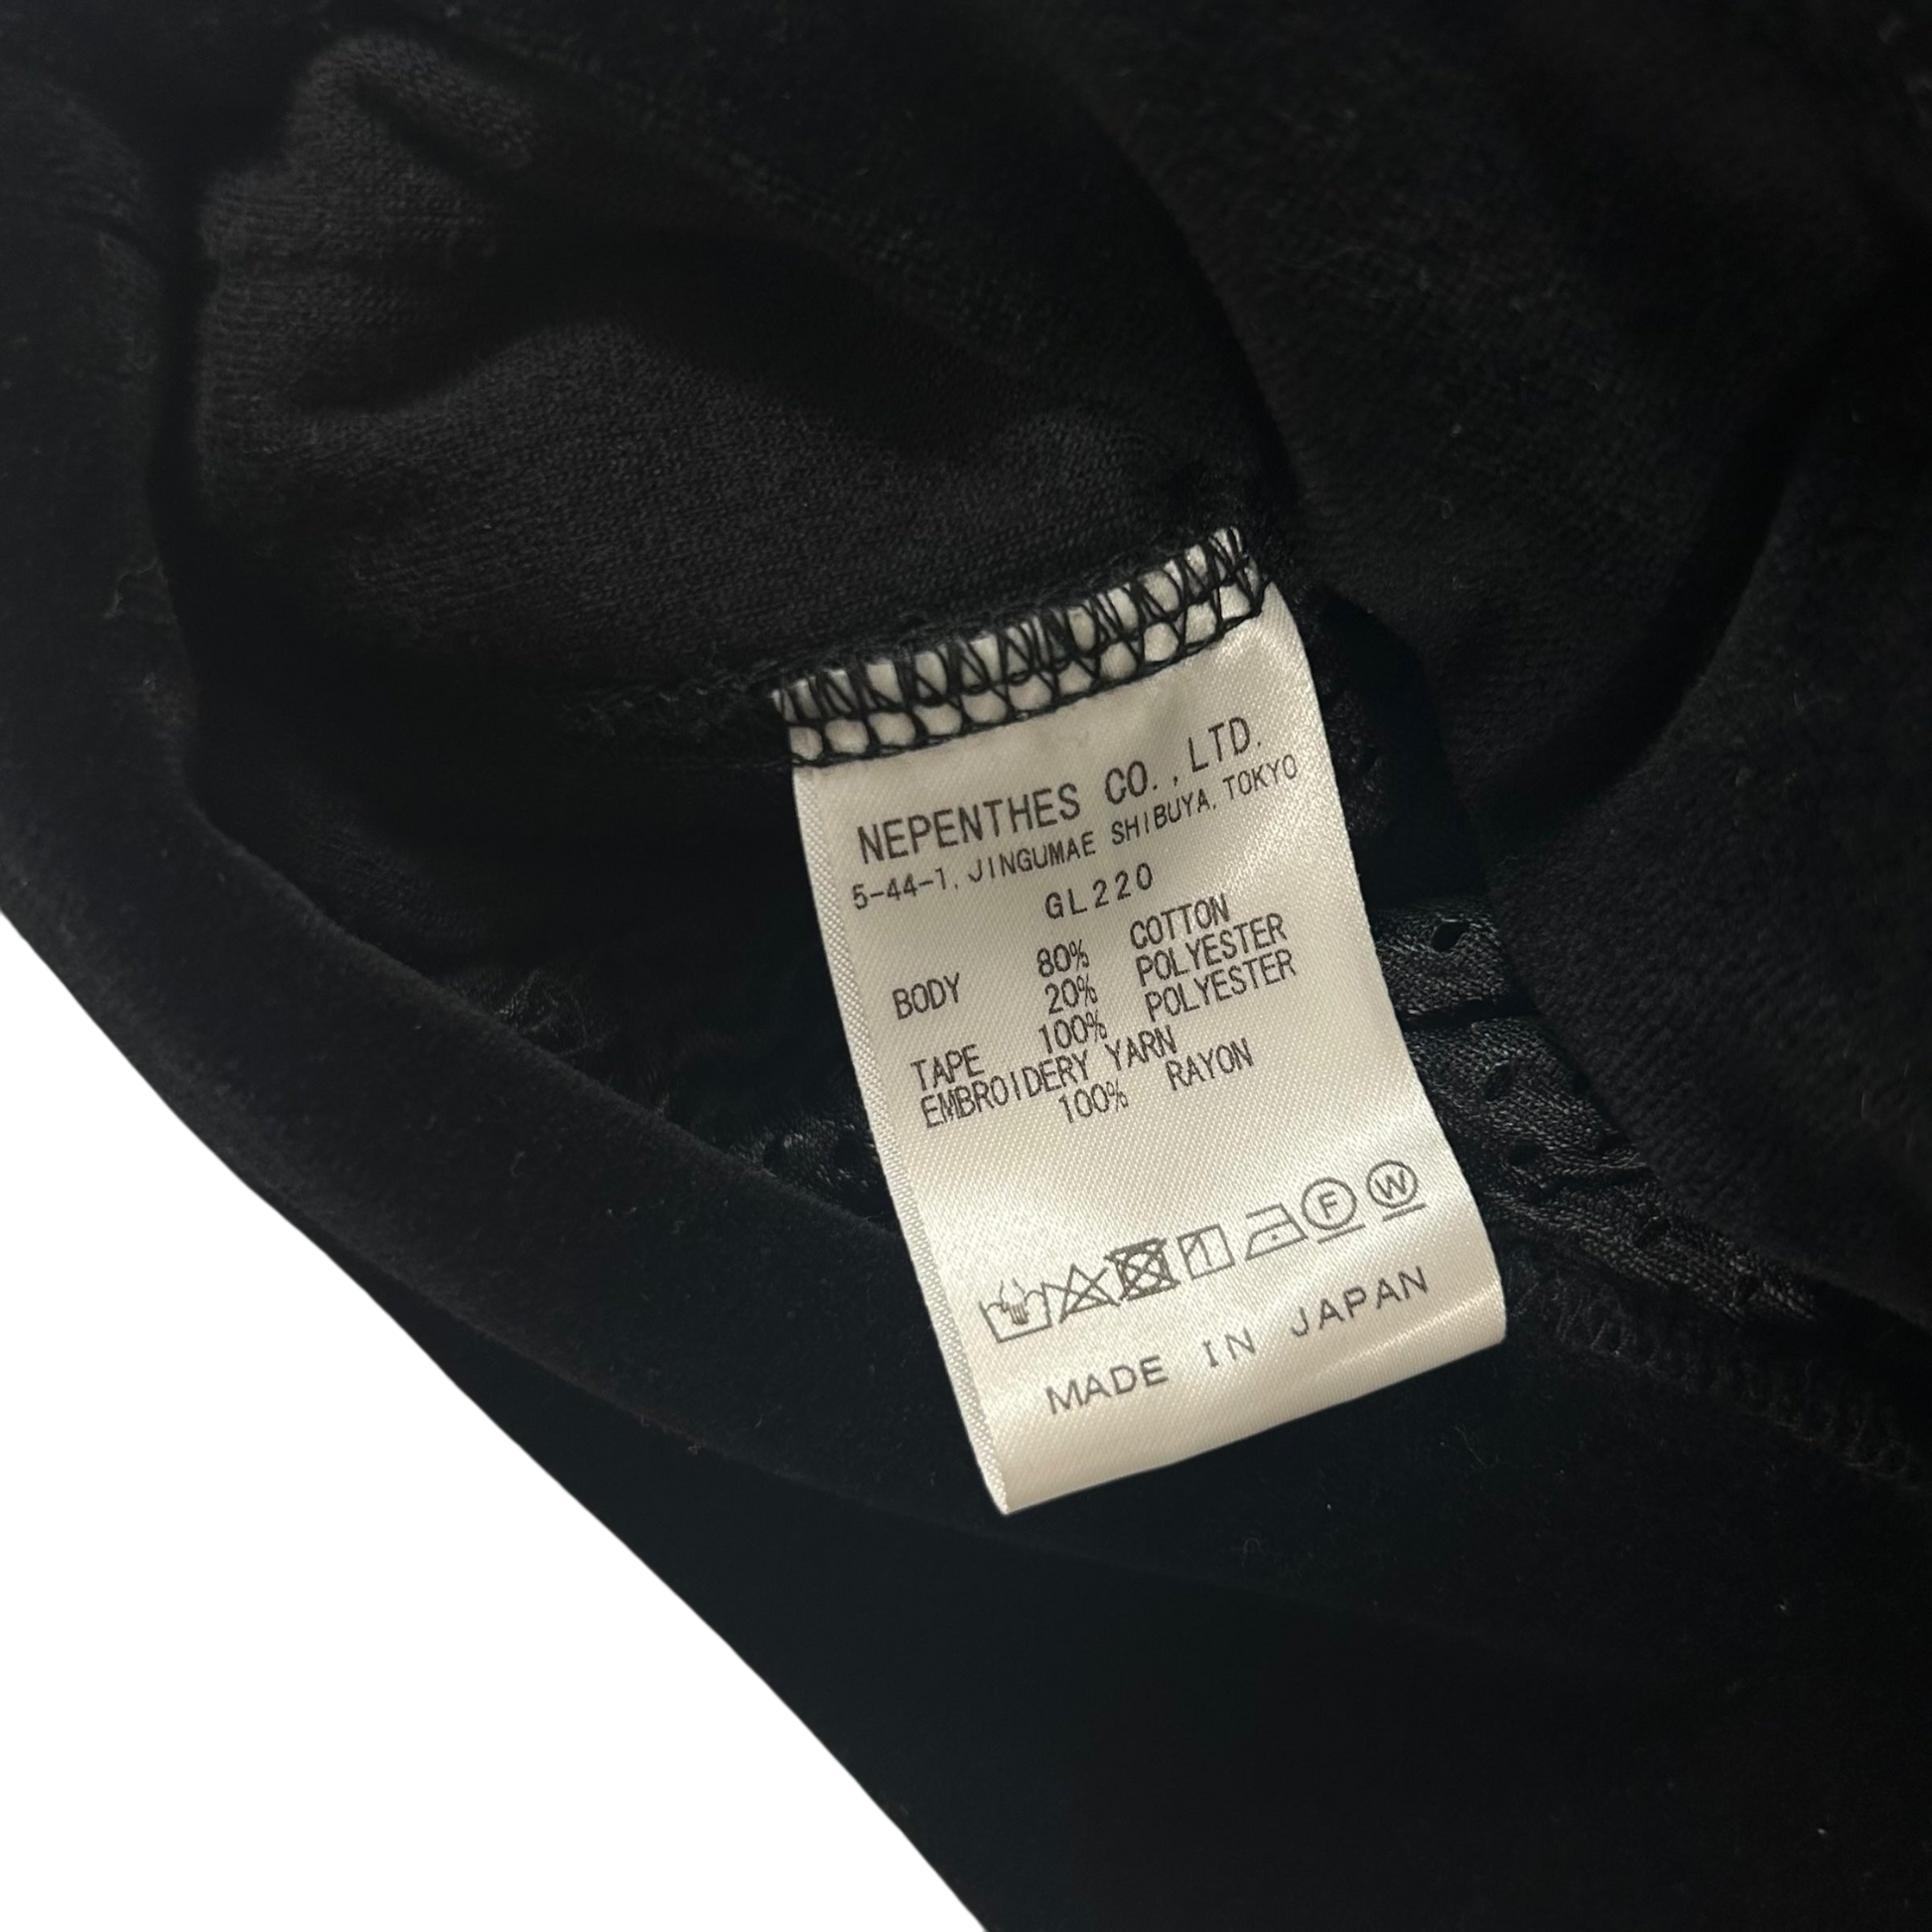 NEPENTHES CO.,LTD.
5-44-1, JINGUMAE SHIBUYA, TOKYO
GL220
80% COTTON
BODY 20% POLYESTER
100% POLYESTER
TAPE
EMBROIDERY YARN
100% RAYON
F W
MADE IN JAPAN